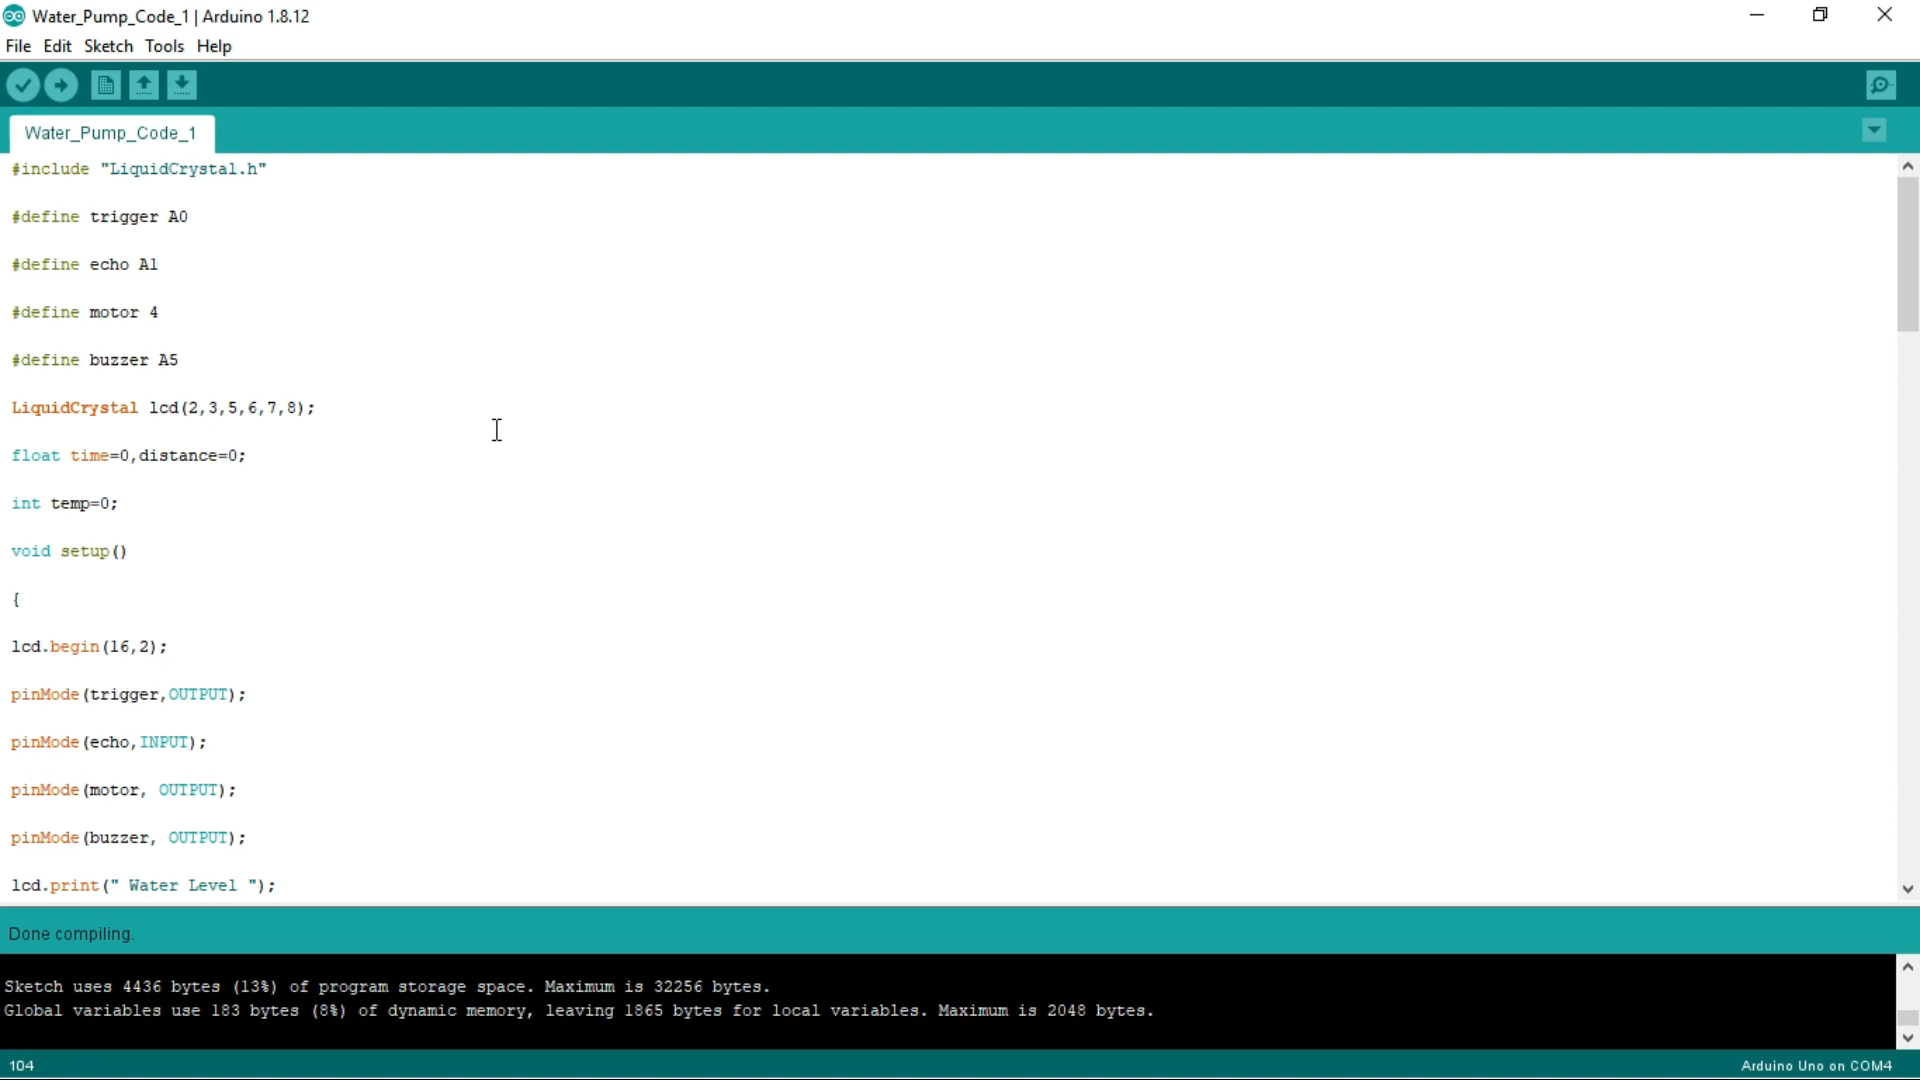 Water_Pump_Code_1 | Arduino 1.8.12
File Edit Sketch Tools Help
Water_Pump_Code_1
#include "LiquidCrystal.h"
#define trigger A0
#define echo A1
#define motor 4
#define buzzer A5
LiquidCrystal lcd(2,3,5,6,7,8);
float time=0,distance=0;
int temp=0;
void setup()
{
lcd.begin(16,2);
pinMode(trigger,OUTPUT);
pinMode(echo,INPUT);
pinMode(motor, OUTPUT);
pinMode(buzzer, OUTPUT);
lcd.print(" Water Level ");
Done compiling.
Sketch uses 4436 bytes (13%) of program storage space. Maximum is 32256 bytes.
Global variables use 183 bytes (8%) of dynamic memory, leaving 1865 bytes for local variables. Maximum is 2048 bytes.
104 Arduino Uno on COM4